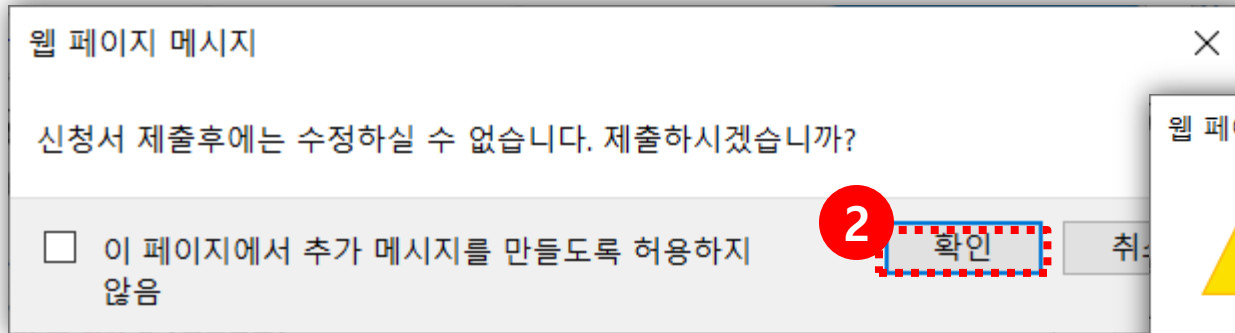 웹 페이지 메시지
신청서 제출후에는 수정하실 수 없습니다. 제출하시겠습니까?
웹 페
2
확인
이 페이지에서 추가 메시지를 만들도록 허용하지
않음